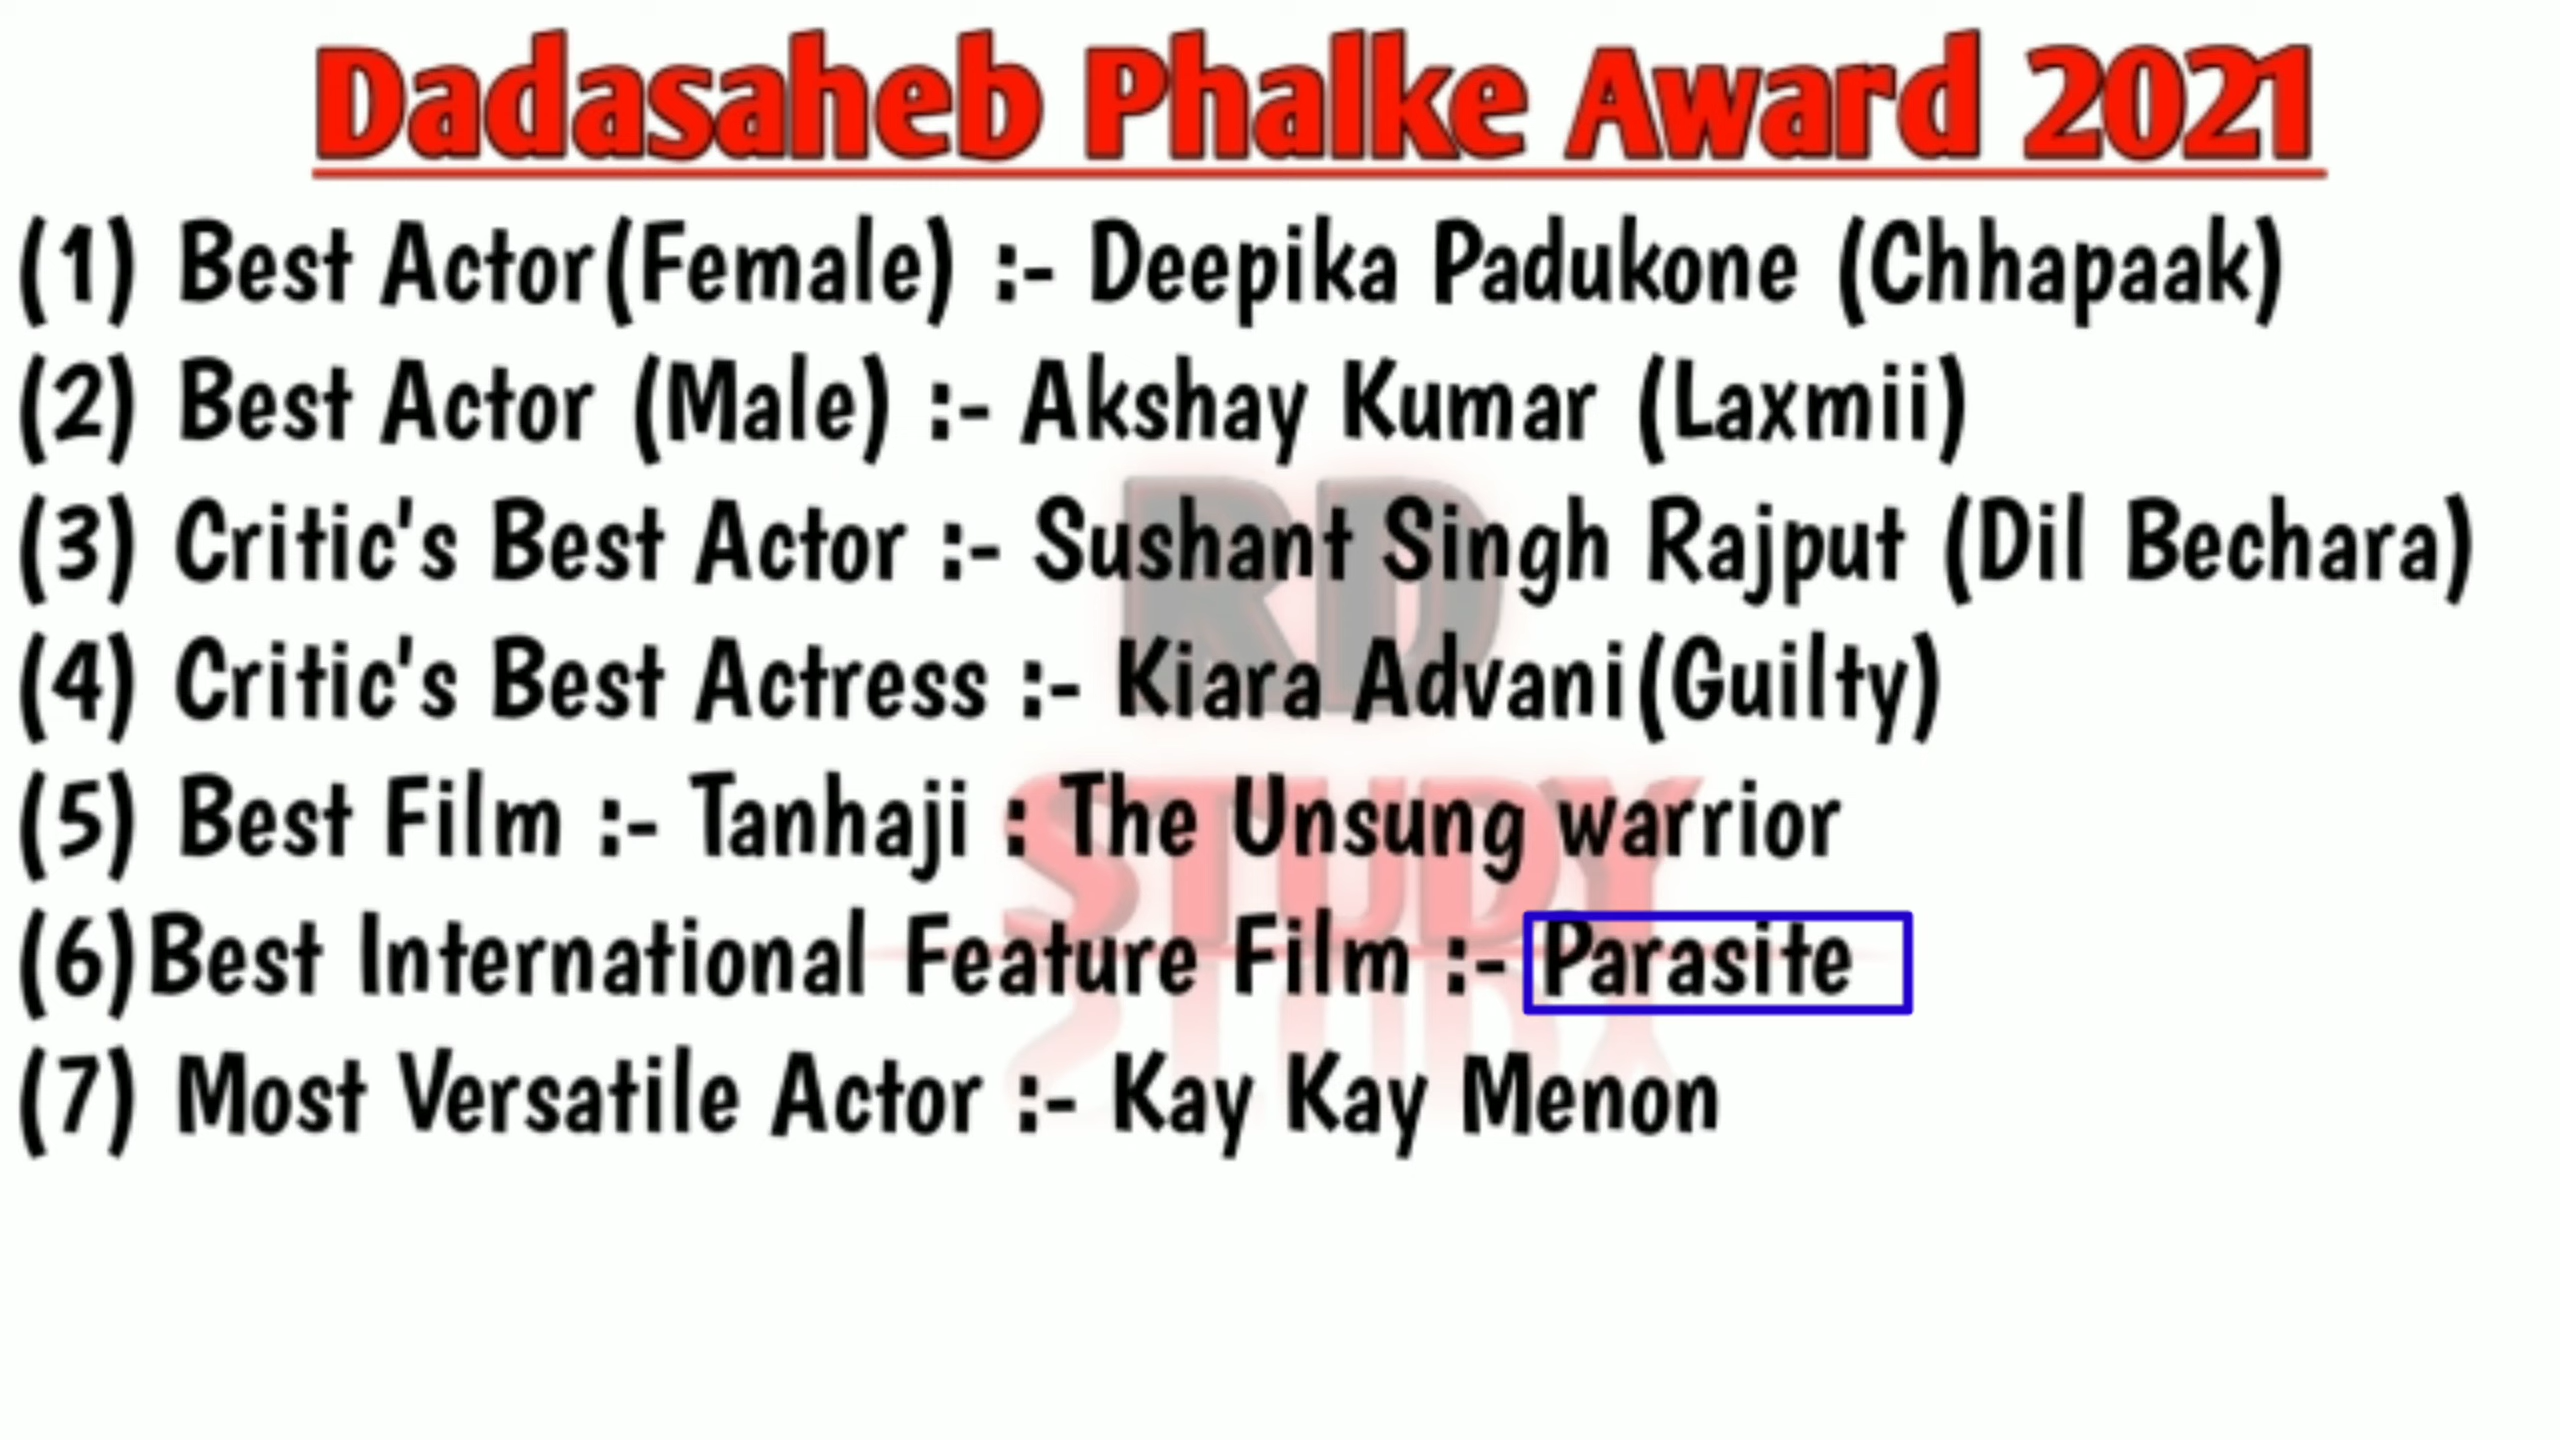 Dadasaheb Phalke Award 2021
(1) Best Actor(Female) :- Deepika Padukone (Chhapaak)
(2) Best Actor (Male) :- Akshay Kumar (Laxmii)
(3) Critic's Best Actor :- Sushant Singh Rajput (Dil Bechara)
(4) Critic's Best Actress :- Kiara Advani(Guilty)
(5) Best Film :- Tanhaji : The Unsung warrior
(6)Best International Feature Film :- Parasite
(7) Most Versatile Actor :- Kay Kay Menon
RD
STUDY